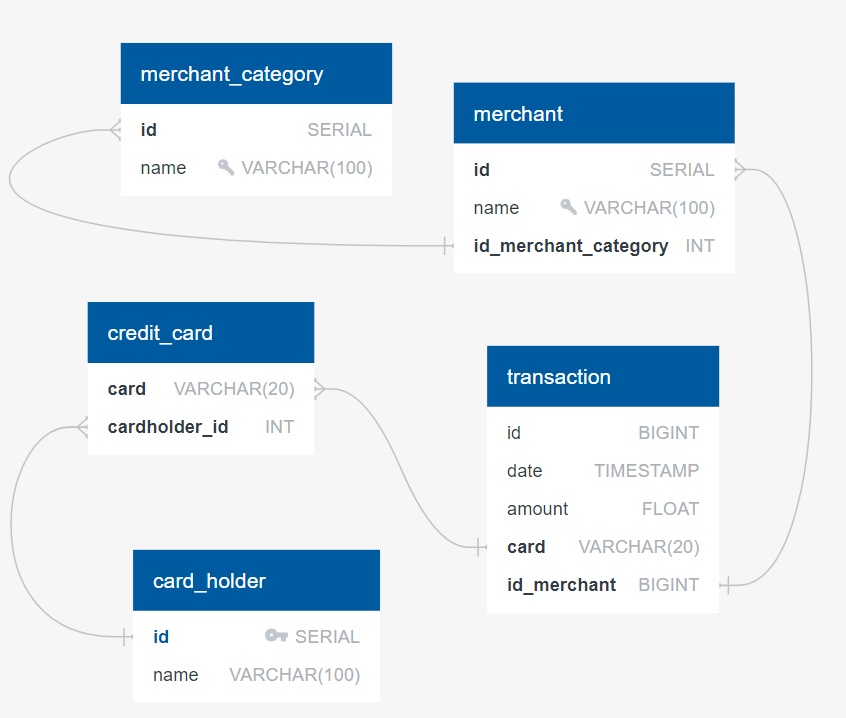 merchant_category
id SERIAL
name VARCHAR(100)
merchant
id SERIAL
name VARCHAR(100)
id_merchant_category INT
credit_card
card VARCHAR(20)
cardholder_id INT
transaction
id BIGINT
date TIMESTAMP
amount FLOAT
card VARCHAR(20)
id_merchant BIGINT
card_holder
id SERIAL
name VARCHAR(100)